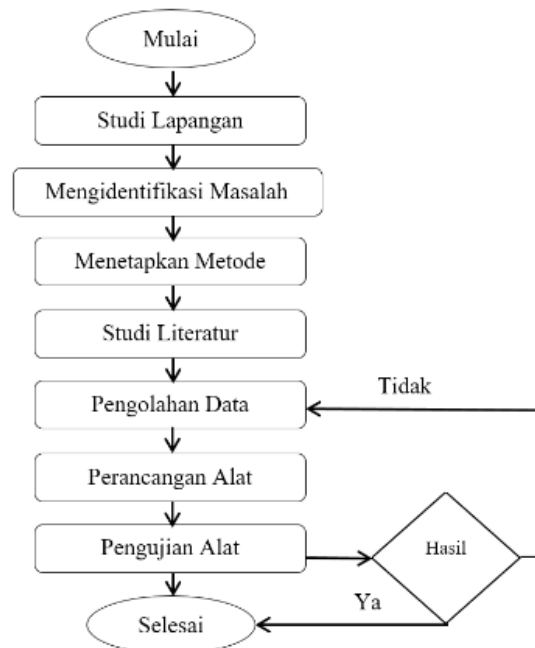 Mulai
Studi Lapangan
Mengidentifikasi Masalah
Menetapkan Metode
Studi Literatur
Pengolahan Data
Tidak
Perancangan Alat
Pengujian Alat
Hasil
Ya
Selesai